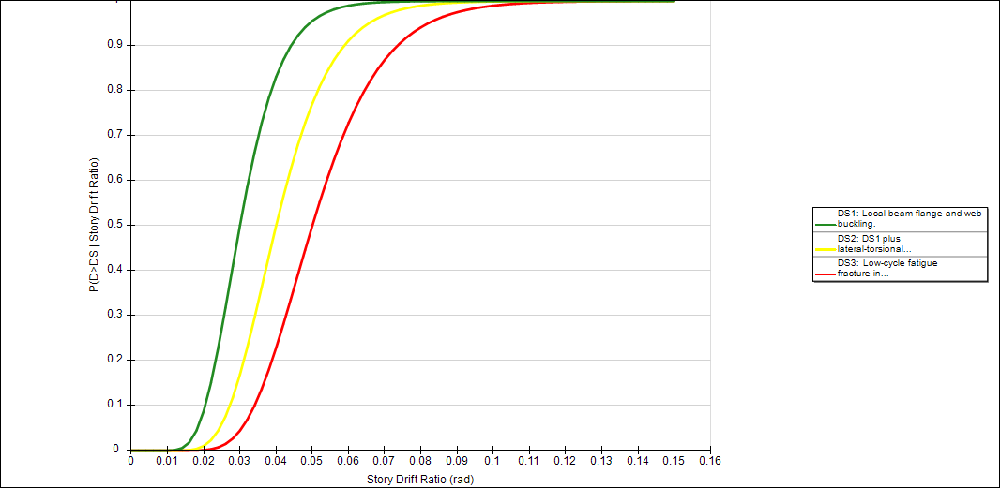 0.9
0.8
0.7
0.6
0.5
0.4
0.3
0.2
0.1
0
P(D>DS | Story Drift Ratio)
0 0.01 0.02 0.03 0.04 0.05 0.06 0.07 0.08 0.09 0.1 0.11 0.12 0.13 0.14 0.15 0.16
Story Drift Ratio (rad)
DS1: Local beam flange and web
buckling.
DS2: DS1 plus
lateral-torsional...
DS3: Low-cycle fatigue
fracture in...